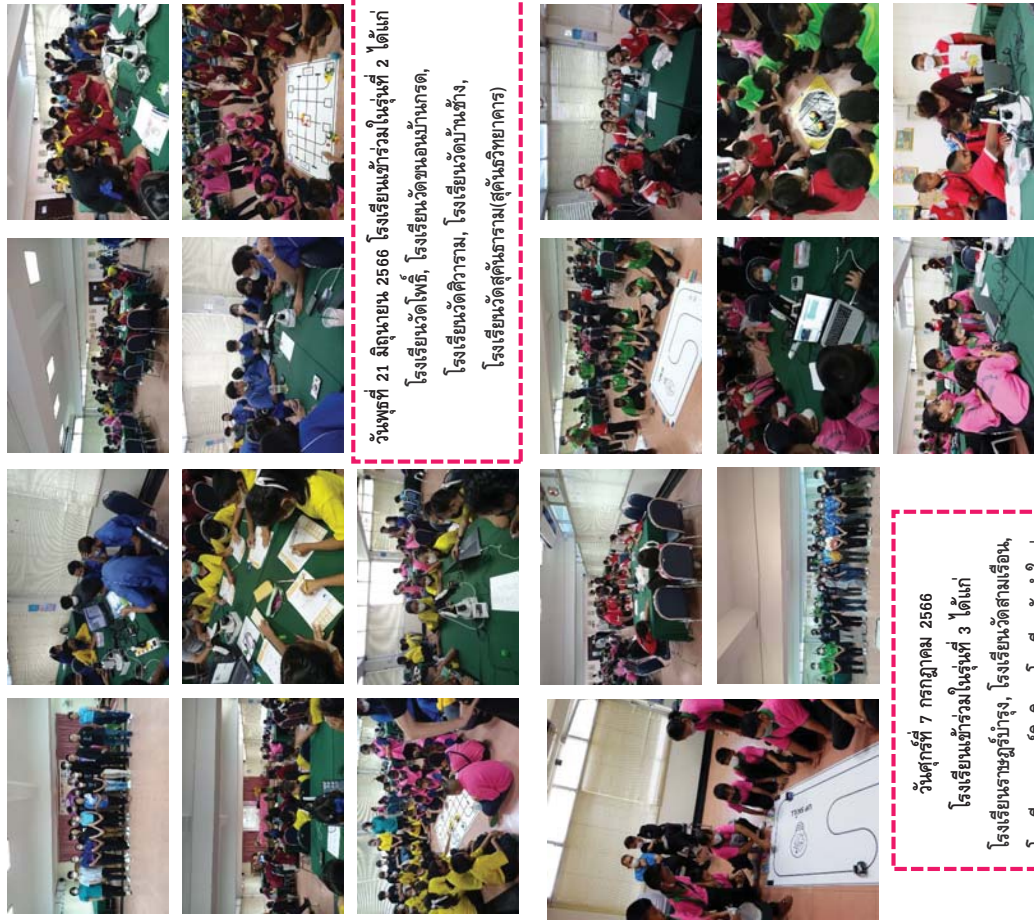 วันพุธที่ 21 มิถุนายน 2566 โรงเรียนเข้าร่วมในรุ่นที่ 2 ได้แก่
โรงเรียนวัดโพธิ์, โรงเรียนวัดขนอนบ้านกรด,
โรงเรียนวัดศิวาราม, โรงเรียนวัดบ้านช้าง,
โรงเรียนวัดสุคันธาราม(สุคันธวิทยาคาร)
วันศุกร์ที่ 7 กรกฎาคม 2566
โรงเรียนเข้าร่วมในรุ่นที่ 3 ได้แก่
โรงเรียนราษฎร์บำรุง, โรงเรียนวัดสามเรือน,